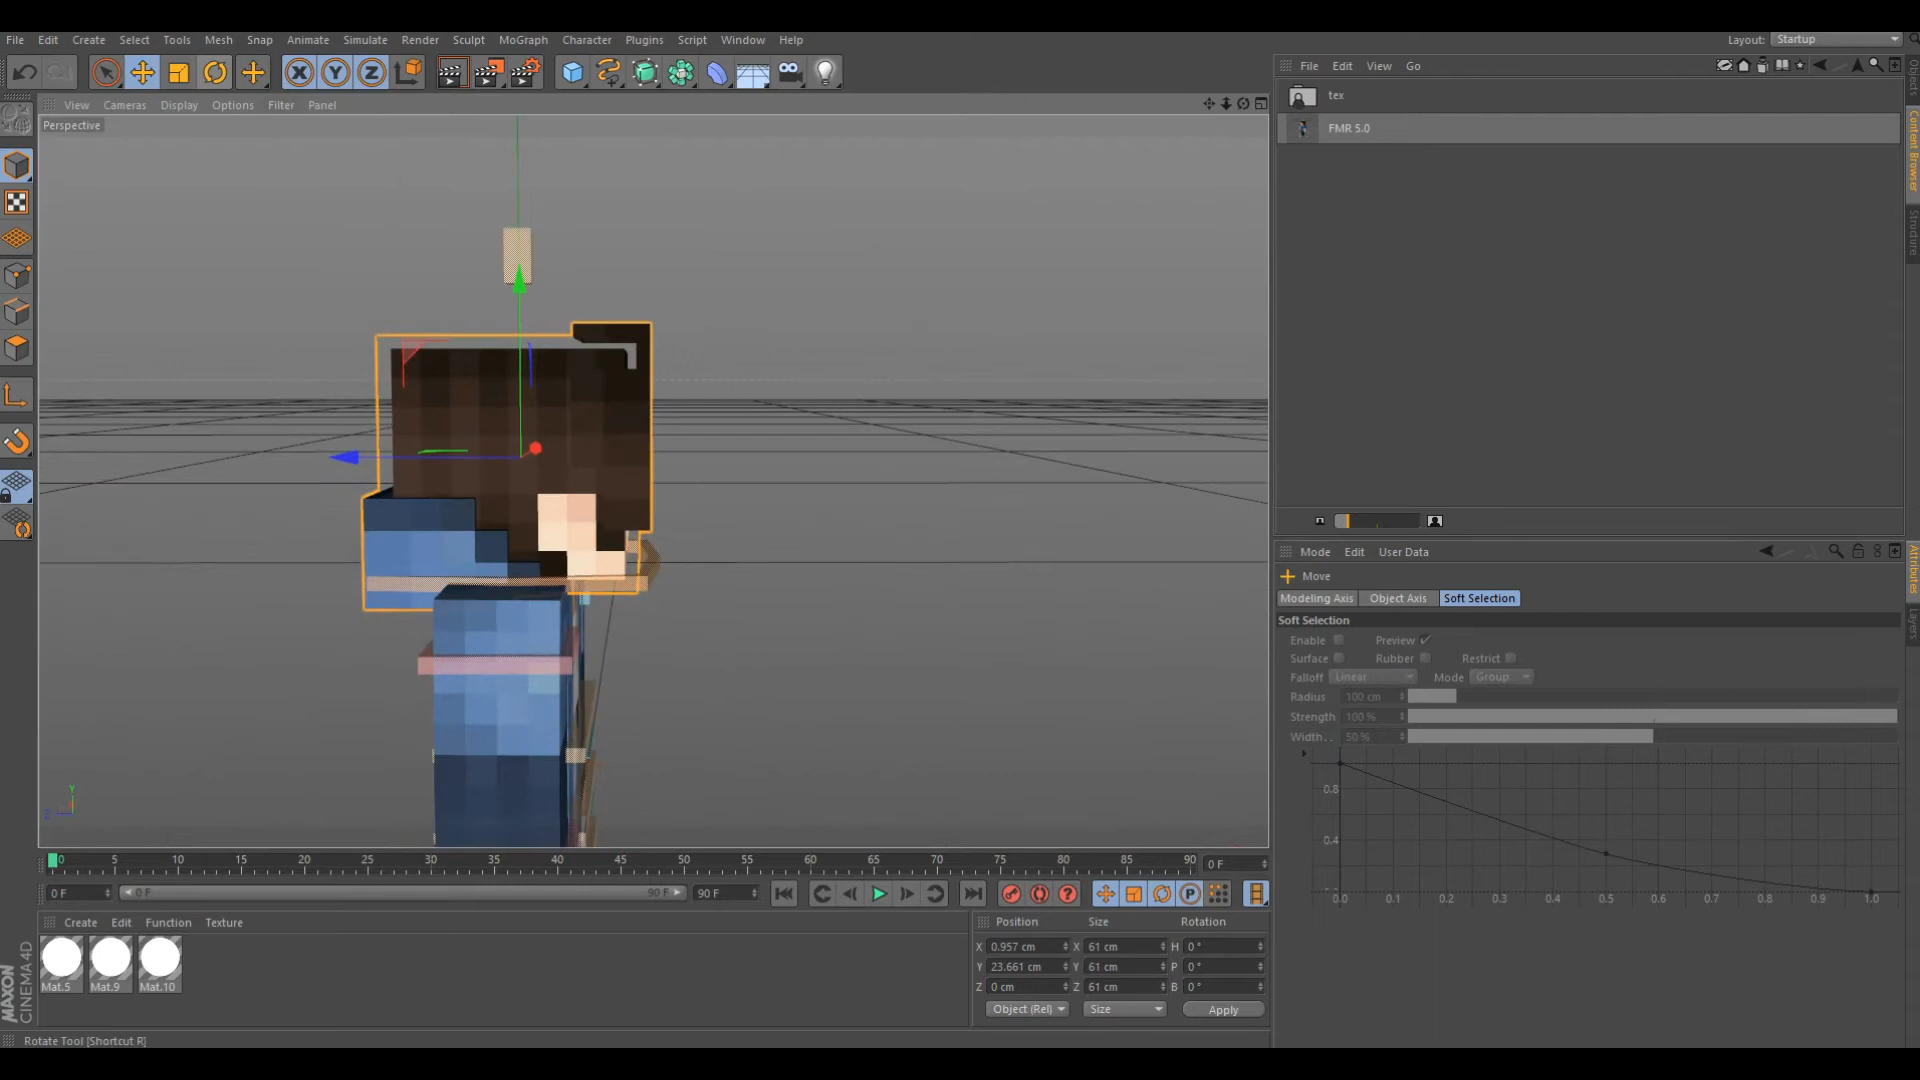 File Edit Create Select Tools Mesh Snap Animate Simulate Render Sculpt MoGraph Character Plugins Script Window Help
Layout: Startup
File Edit View Go
tex
FMR 5.0
Objects
Content Browser
Structure
View Cameras Display Options Filter Panel
Perspective
Y
Z
Mode Edit User Data
Move
Modeling Axis Object Axis Soft Selection
Soft Selection
Enable Preview
Surface Rubber Restrict
Falloff Linear Mode Group
Radius 100 cm
Strength 100 %
Width.. 50 %
0.8
0.4
0.0 0.1 0.2 0.3 0.4 0.5 0.6 0.7 0.8 0.9 1.0
Attributes
Layers
0 5 10 15 20 25 30 35 40 45 50 55 60 65 70 75 80 85 90 0 F
0 F 0 F 90 F 90 F
Create Edit Function Texture
Mat.5 Mat.9 Mat.10
Position Size Rotation
X 0.957 cm X 61 cm H 0 °
Y 23.661 cm Y 61 cm P 0 °
Z 0 cm Z 61 cm B 0 °
Object (Rel) Size Apply
MAXON
CINEMA 4D
Rotate Tool [Shortcut R]